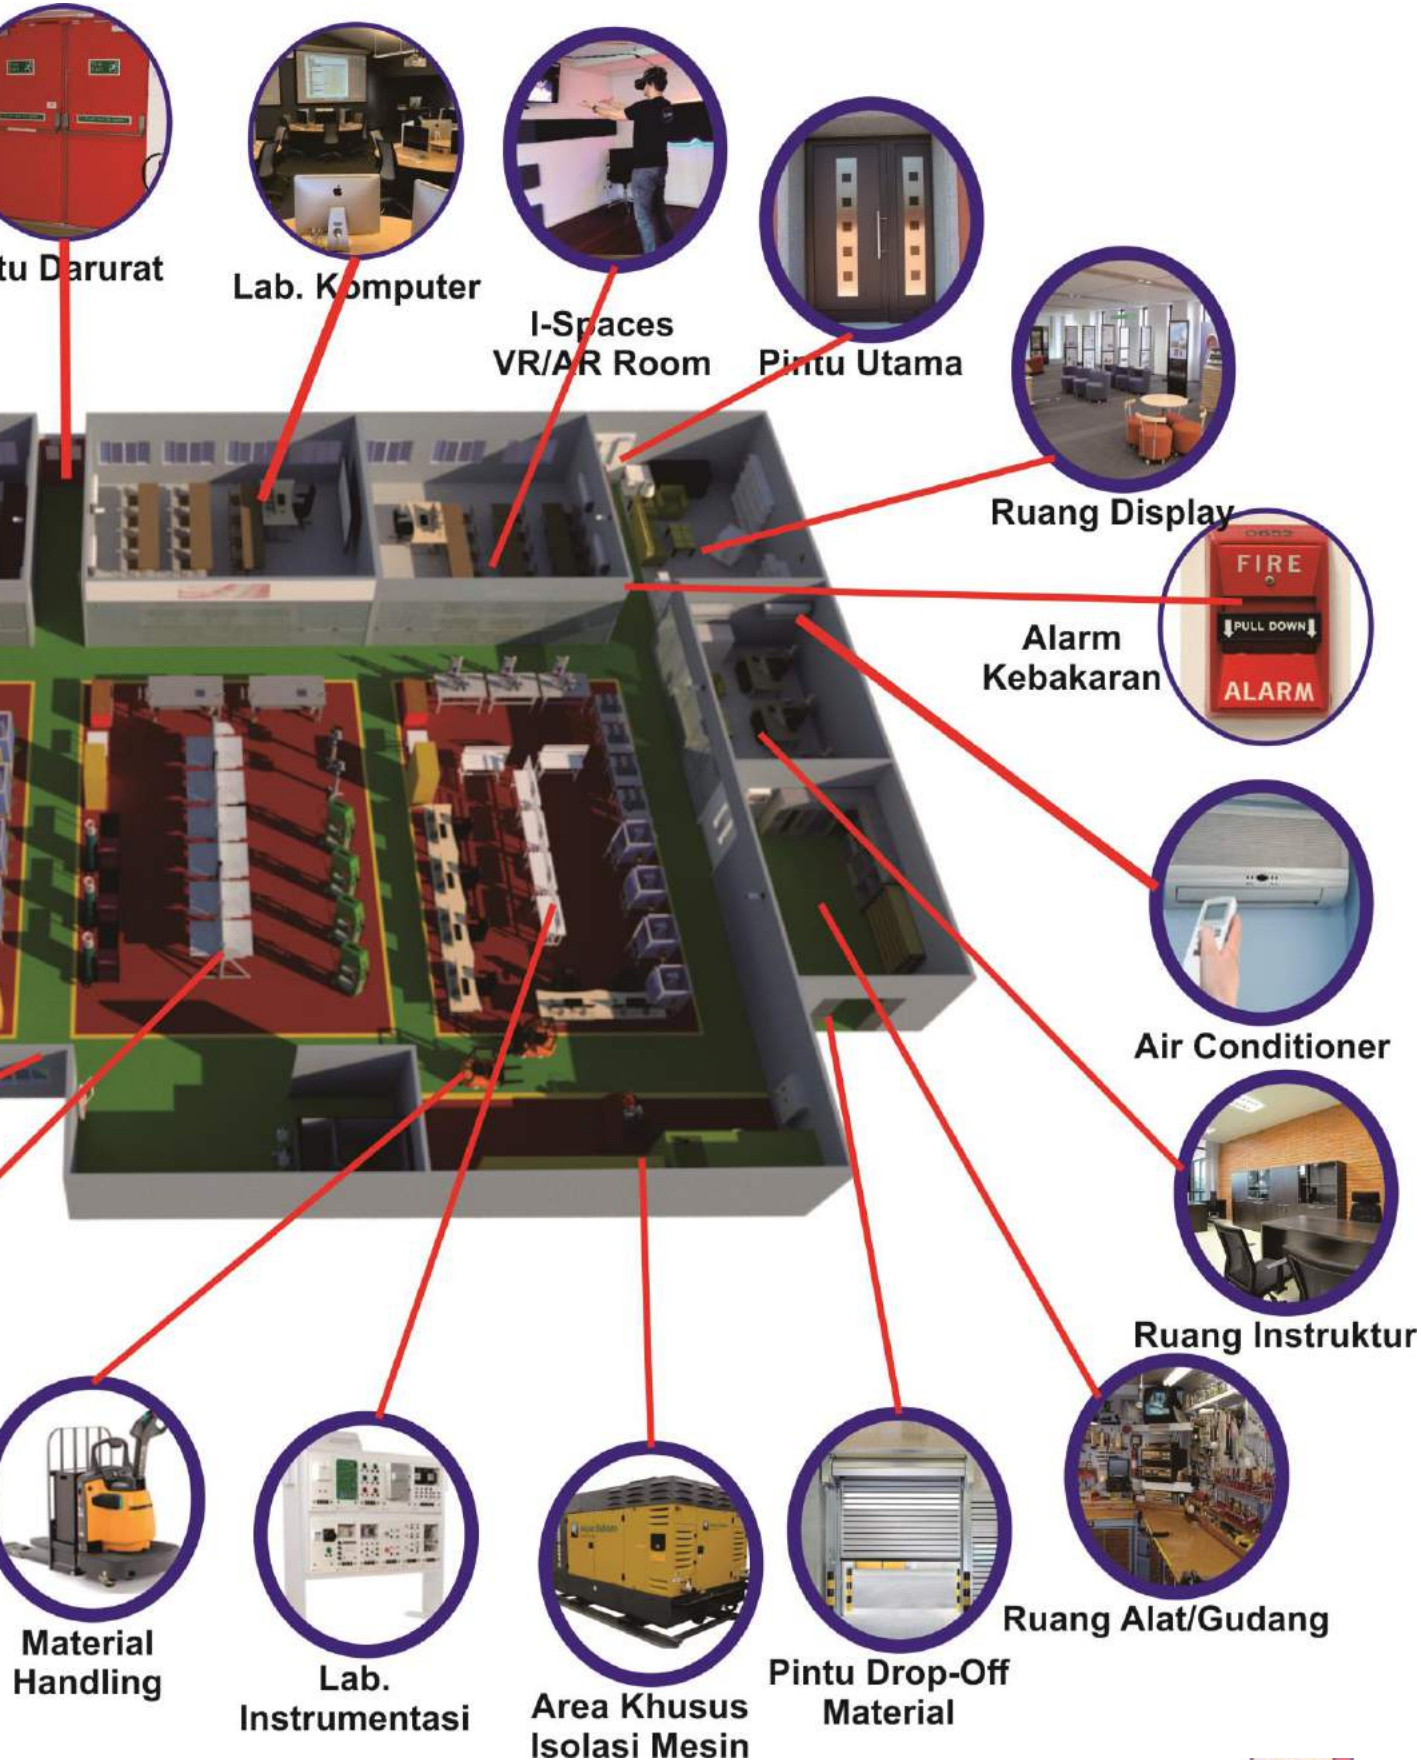 tu Darurat
Lab. Komputer
I-Spaces
VR/AR Room
Pintu Utama
Ruang Display
FIRE
PULL DOWN
ALARM
Alarm
Kebakaran
Air Conditioner
Ruang Instruktur
Ruang Alat/Gudang
Pintu Drop-Off
Material
Area Khusus
Isolasi Mesin
Lab.
Instrumentasi
Material
Handling